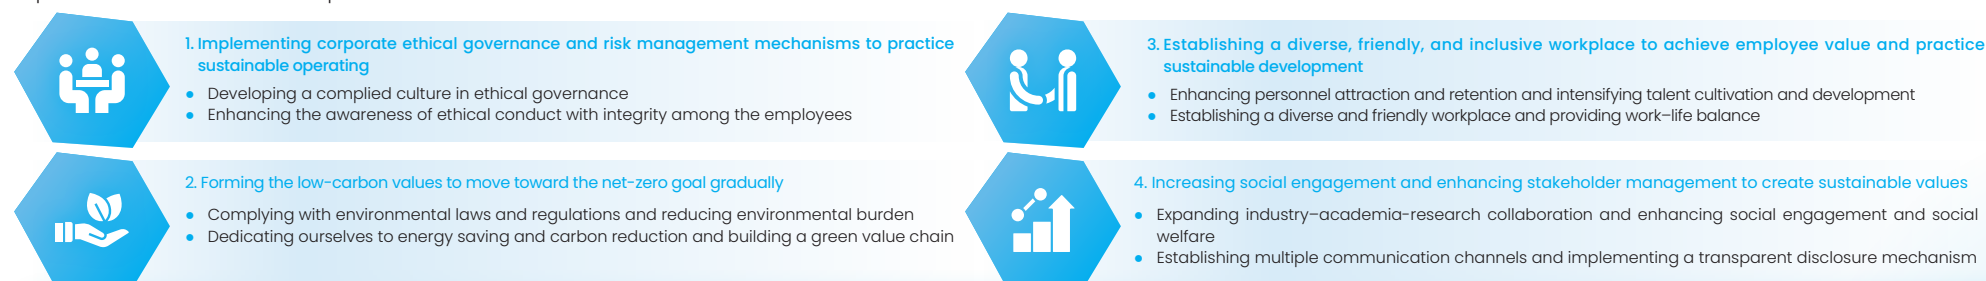 1. Implementing corporate ethical governance and risk management mechanisms to practice
sustainable operating
● Developing a complied culture in ethical governance
● Enhancing the awareness of ethical conduct with integrity among the employees
2. Forming the low-carbon values to move toward the net-zero goal gradually
● Complying with environmental laws and regulations and reducing environmental burden
● Dedicating ourselves to energy saving and carbon reduction and building a green value chain
3. Establishing a diverse, friendly, and inclusive workplace to achieve employee value and practice
sustainable development
● Enhancing personnel attraction and retention and intensifying talent cultivation and development
● Establishing a diverse and friendly workplace and providing work–life balance
4. Increasing social engagement and enhancing stakeholder management to create sustainable values
● Expanding industry–academia-research collaboration and enhancing social engagement and social
welfare
● Establishing multiple communication channels and implementing a transparent disclosure mechanism